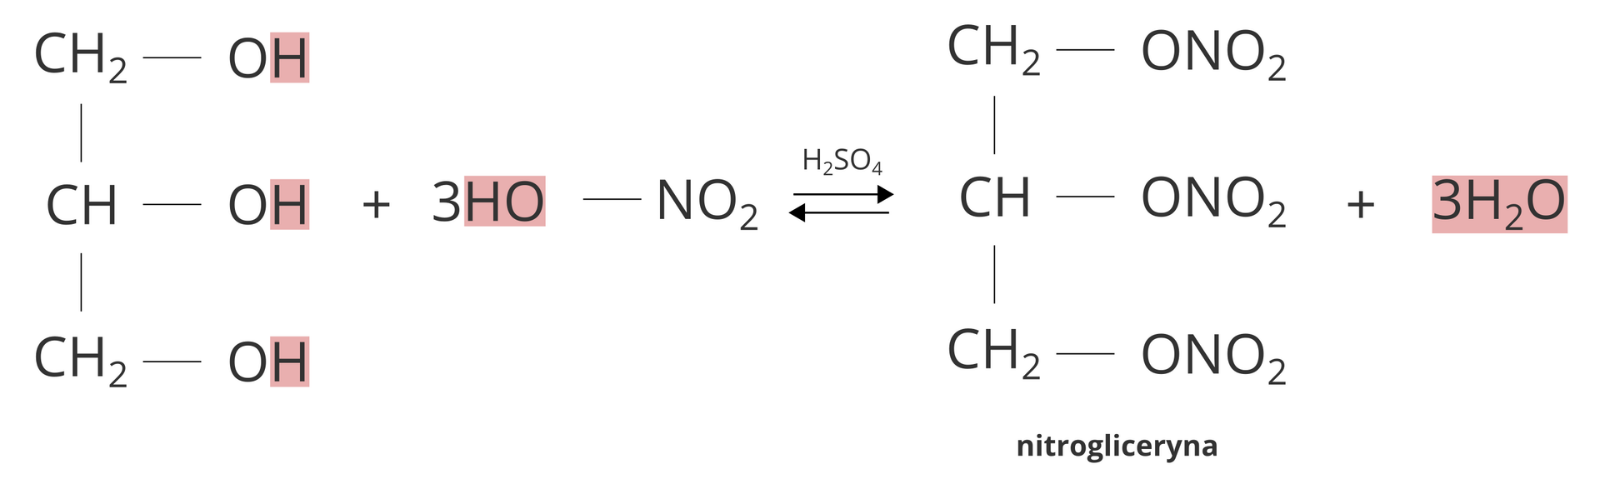 CH₂ — OH
CH — OH + 3HO — NO₂
CH₂ — OH
H₂SO₄
CH₂ — ONO₂
CH — ONO₂ + 3H₂O
CH₂ — ONO₂
nitrogliceryna